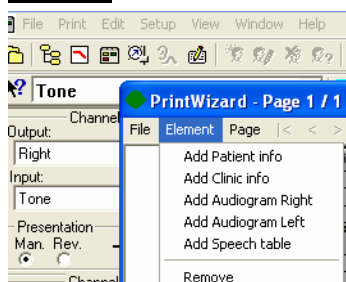 File Print Edit Setup View Window Help
Tone
Channel
Output:
Right
Input:
Tone
Presentation
Man. Rev.
Channel
PrintWizard - Page 1 / 1
File Element Page |< < >
Add Patient info
Add Clinic info
Add Audiogram Right
Add Audiogram Left
Add Speech table
Remove